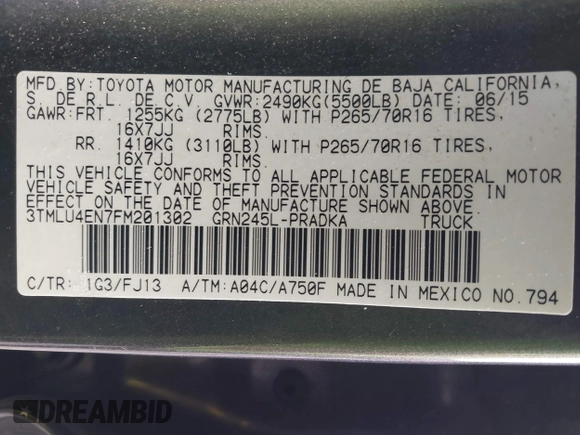 MFD.BY:TOYOTA MOTOR MANUFACTURING DE BAJA CALIFORNIA,
S. DE R.L. DE C.V. GVWR:2490KG(5500LB) DATE: 06/15
GAWR:FRT. 1255KG (2775LB) WITH P265/70R16 TIRES,
16X7JJ RIMS.
RR. 1410KG (3110LB) WITH P265/70R16 TIRES,
16X7JJ RIMS.
THIS VEHICLE CONFORMS TO ALL APPLICABLE FEDERAL MOTOR
VEHICLE SAFETY AND THEFT PREVENTION STANDARDS IN
EFFECT ON THE DATE OF MANUFACTURE SHOWN ABOVE.
3TMLU4EN7FM201302 GRN245L-PRADKA TRUCK
C/TR: 1G3/FJ13 A/TM:A04C/A750F MADE IN MEXICO NO.794
DREAMBID